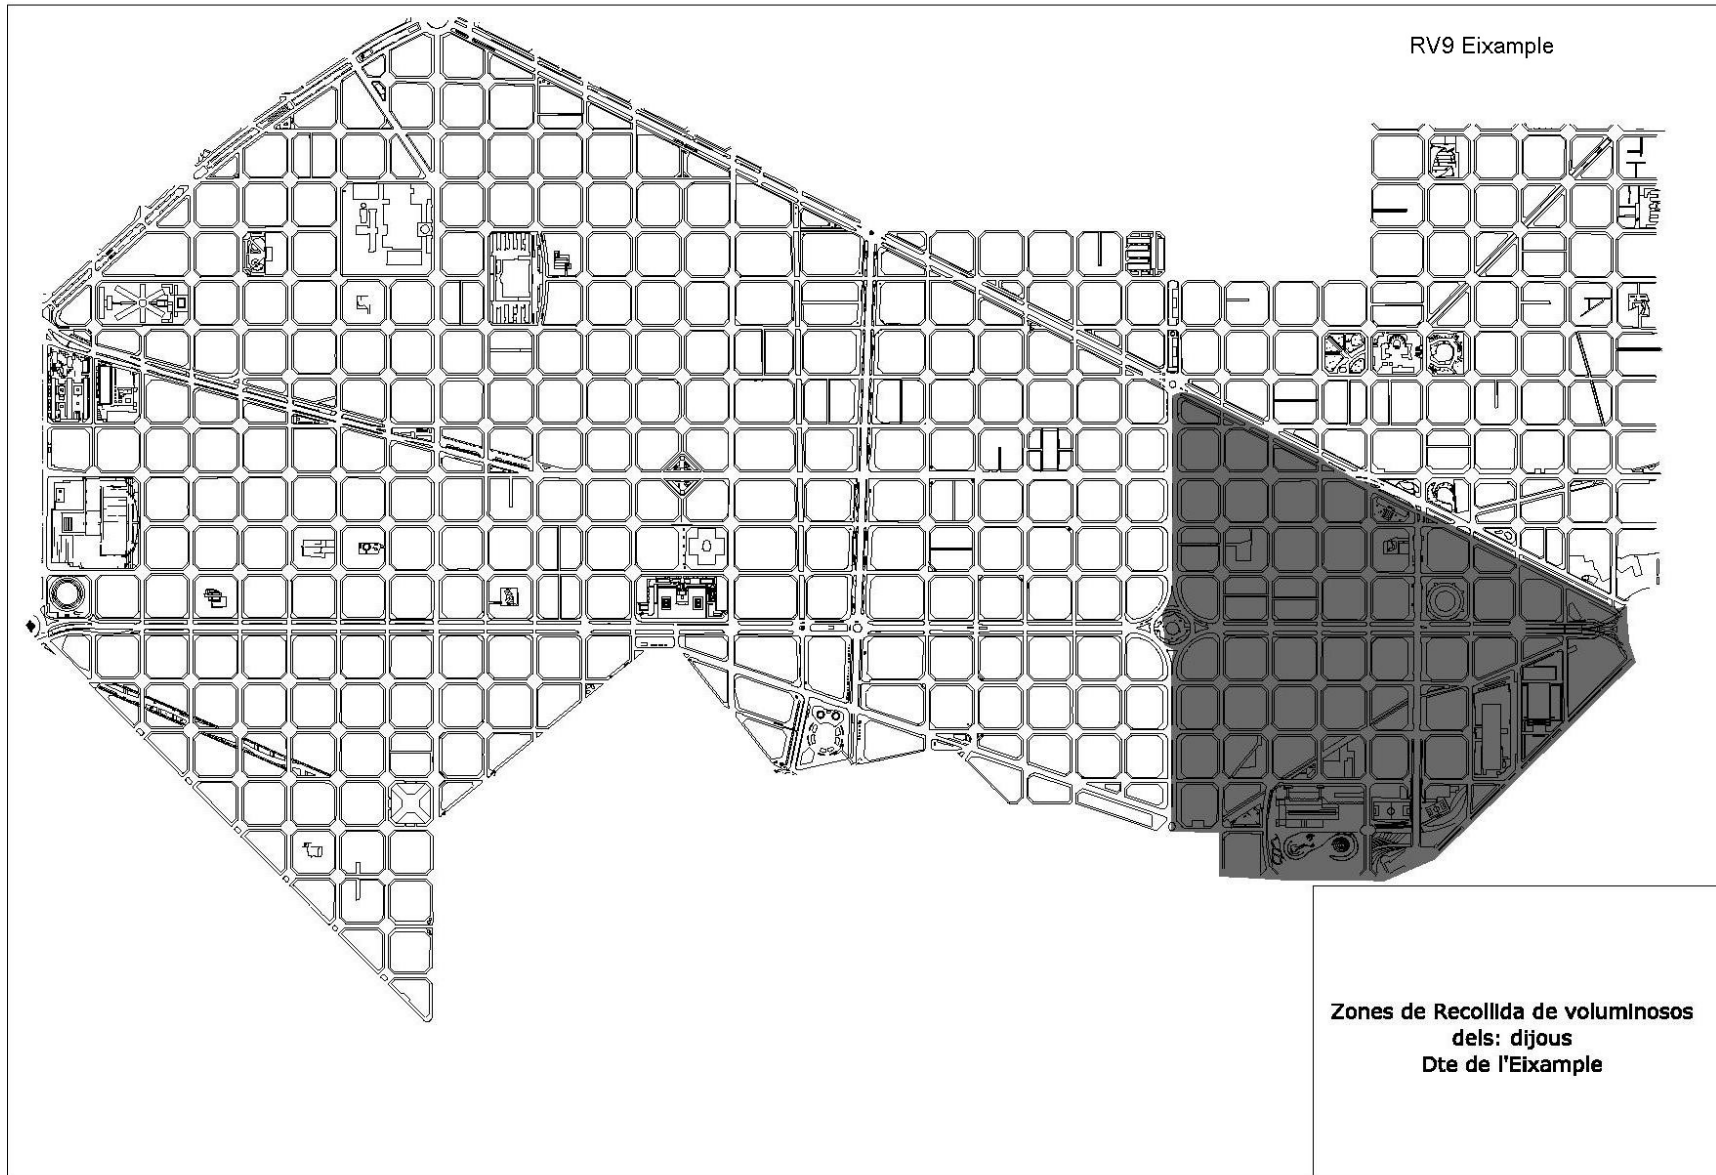 RV9 Eixample
Zones de Recollida de voluminosos
dels: dijous
Dte de l'Eixample